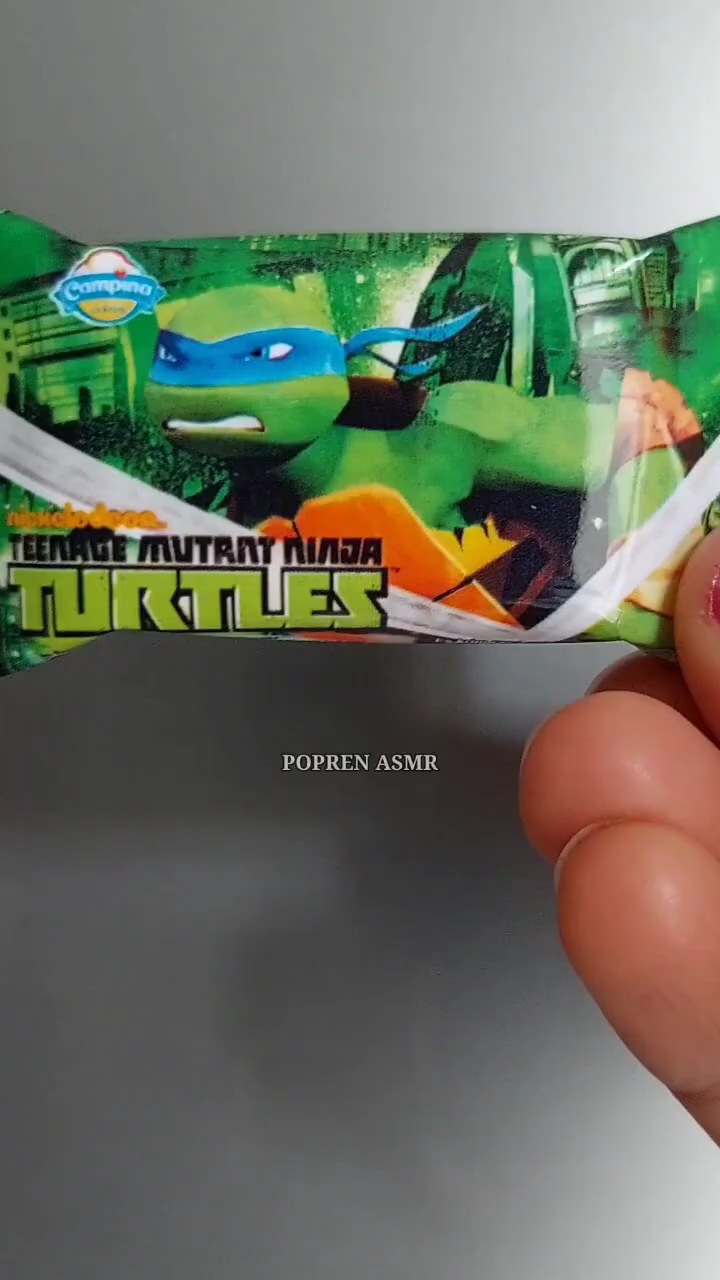 Campina
nickelodeon
TEENAGE MUTANT NINJA
TURTLES
POPREN ASMR